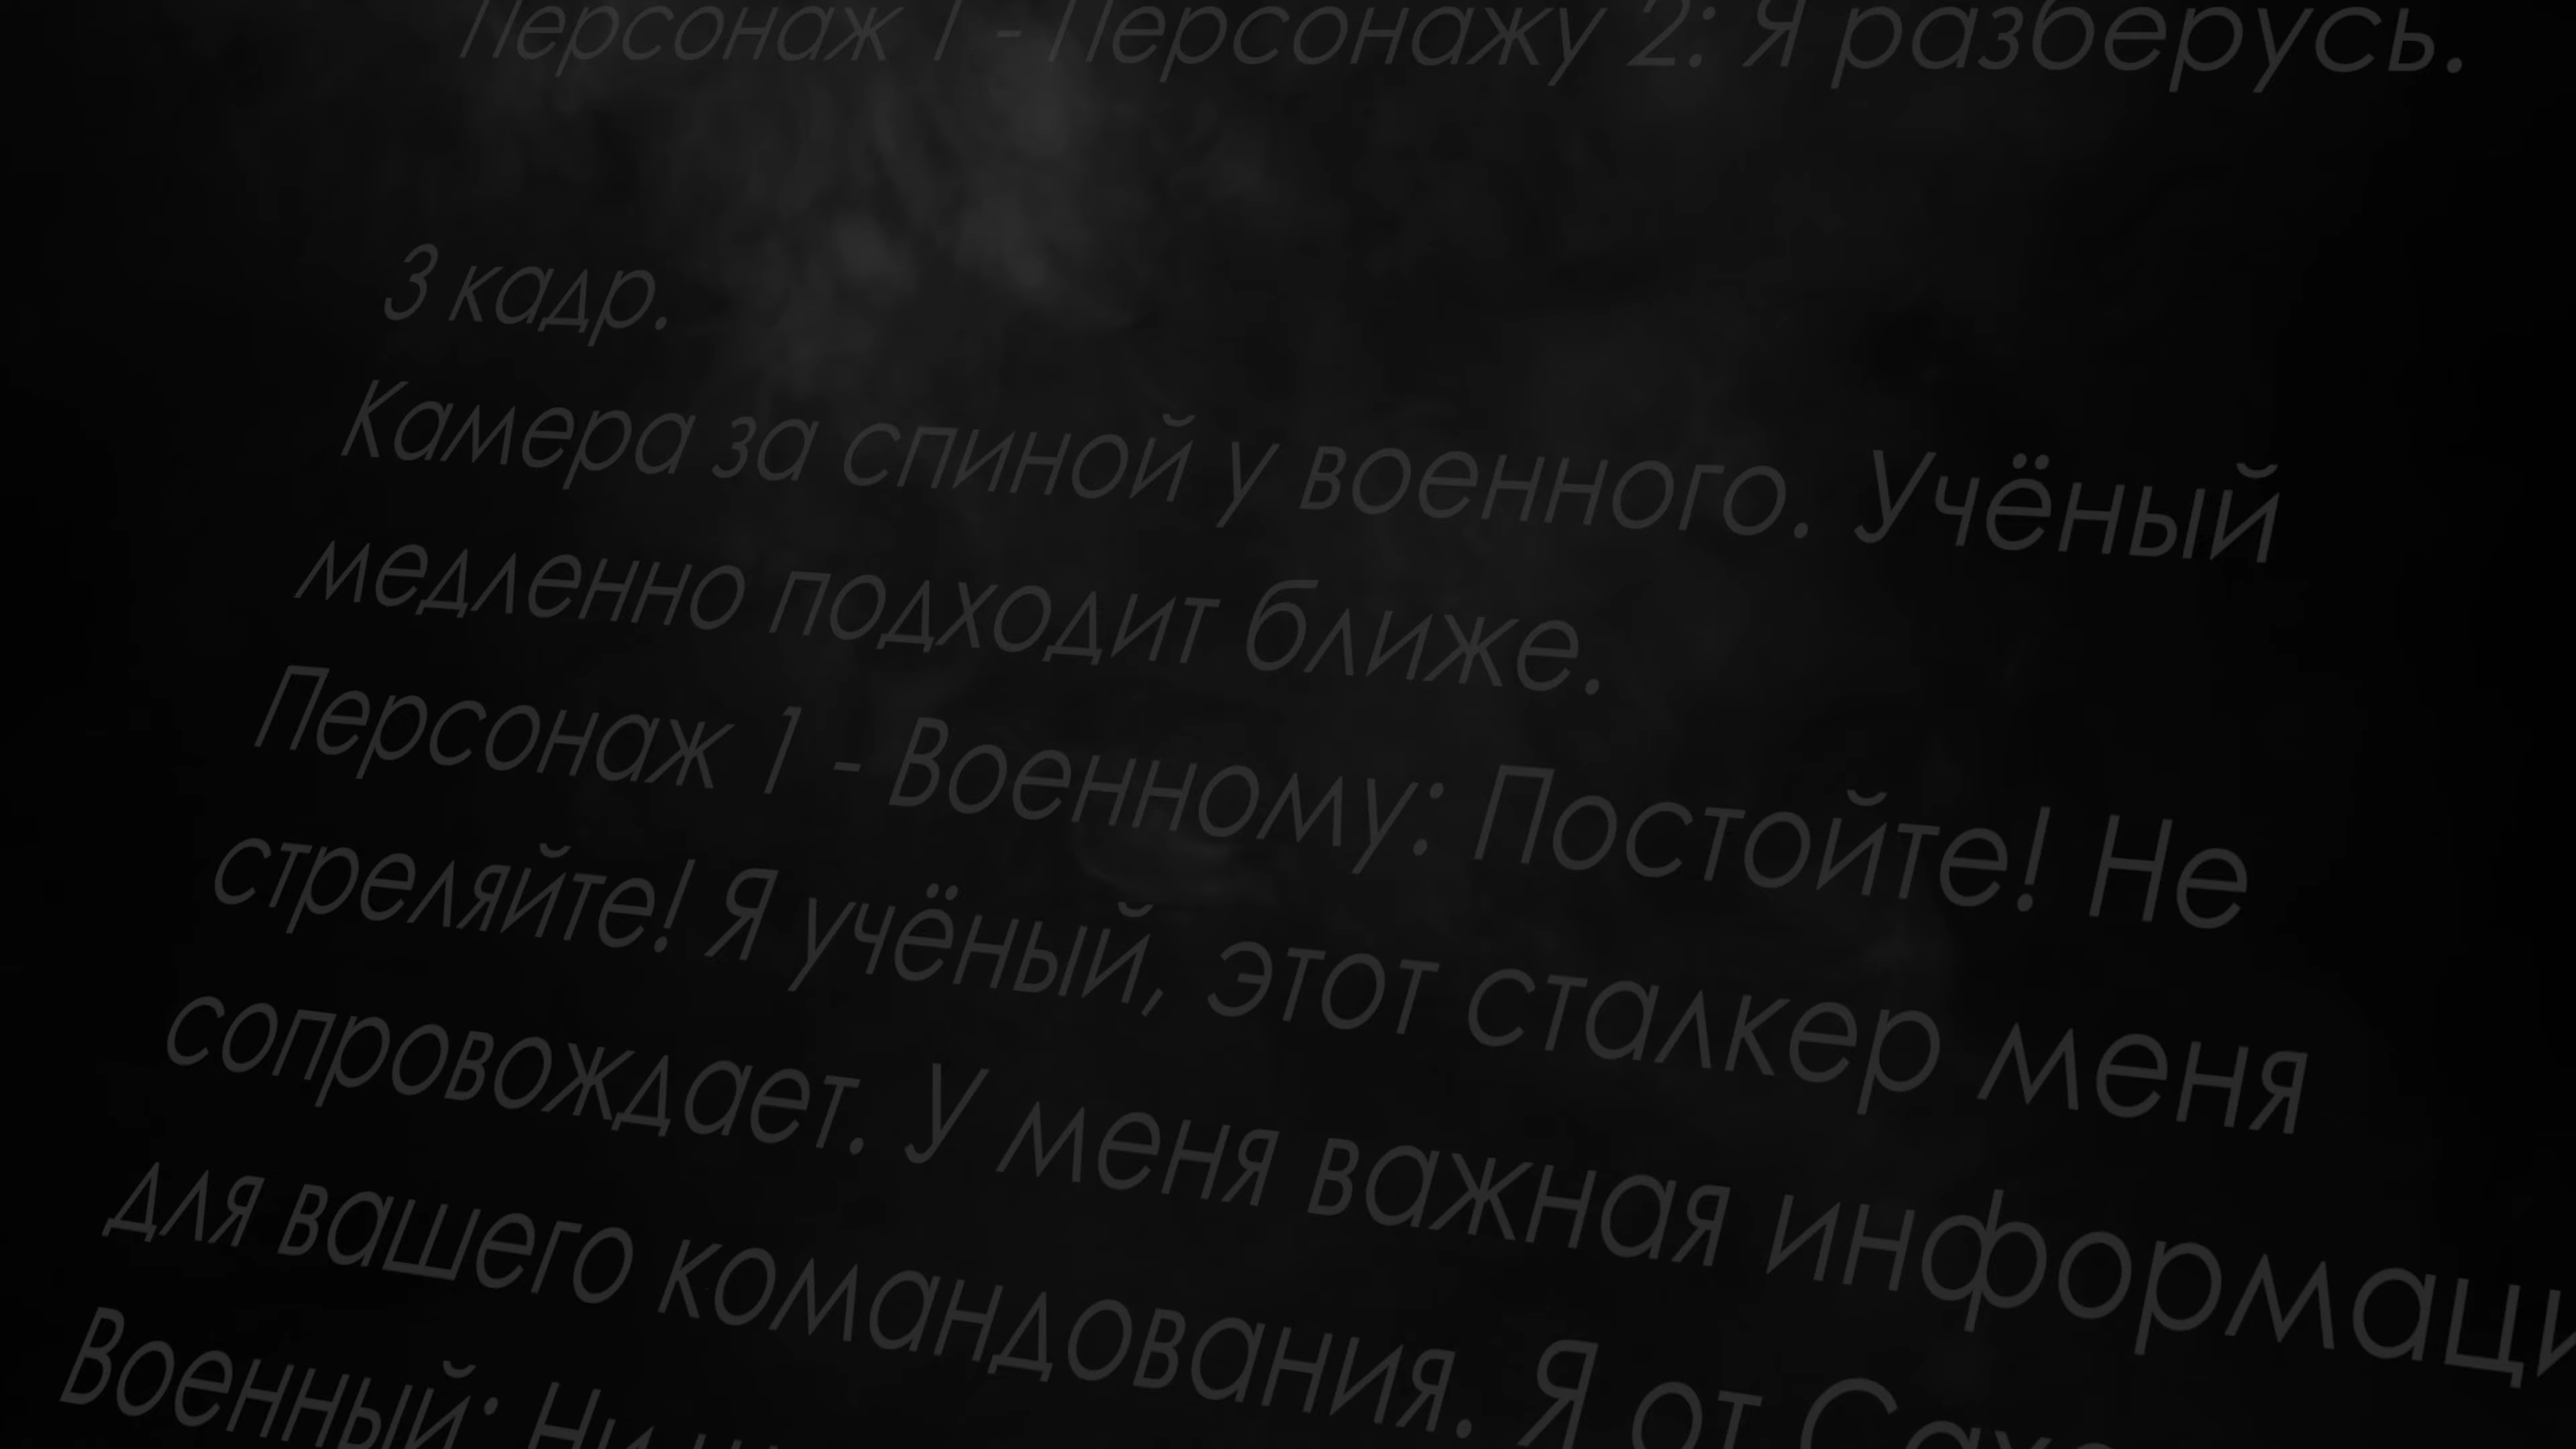 Персонаж 1 - Персонажу 2: Я разберусь.
3 кадр.
Камера за спиной у военного. Учёный
медленно подходит ближе.
Персонаж 1 - Военному: Постойте! Не
стреляйте! Я учёный, этот сталкер меня
сопровождает. У меня важная
для вашего командования. Я от
Военный: